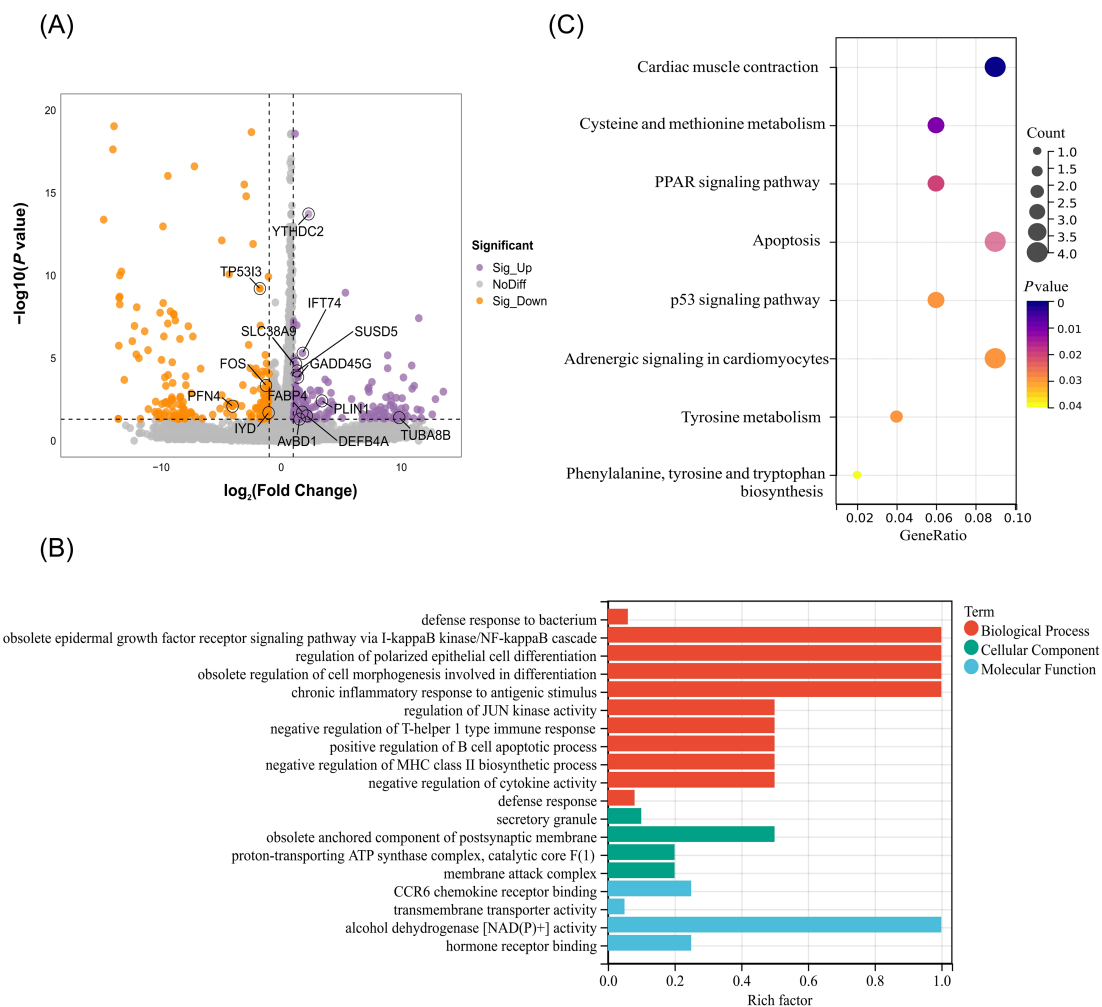 (A)
20
15
10
5
0
−10
0
10
−log10(P value)
log2(Fold Change)
YTHDC2
TP53I3
IFT74
SLC38A9
SUSD5
FOS
GADD45G
PFN4
FABP4
PLIN1
IYD
AvBD1
DEFB4A
TUBA8B
Significant
Sig_Up
NoDiff
Sig_Down
(C)
Cardiac muscle contraction
Cysteine and methionine metabolism
PPAR signaling pathway
Apoptosis
p53 signaling pathway
Adrenergic signaling in cardiomyocytes
Tyrosine metabolism
Phenylalanine, tyrosine and tryptophan
biosynthesis
0.02 0.04 0.06 0.08 0.10
GeneRatio
Count
1.0
1.5
2.0
2.5
3.0
3.5
4.0
Pvalue
0
0.01
0.02
0.03
0.04
(B)
defense response to bacterium
obsolete epidermal growth factor receptor signaling pathway via I-kappaB kinase/NF-kappaB cascade
regulation of polarized epithelial cell differentiation
obsolete regulation of cell morphogenesis involved in differentiation
chronic inflammatory response to antigenic stimulus
regulation of JUN kinase activity
negative regulation of T-helper 1 type immune response
positive regulation of B cell apoptotic process
negative regulation of MHC class II biosynthetic process
negative regulation of cytokine activity
defense response
secretory granule
obsolete anchored component of postsynaptic membrane
proton-transporting ATP synthase complex, catalytic core F(1)
membrane attack complex
CCR6 chemokine receptor binding
transmembrane transporter activity
alcohol dehydrogenase [NAD(P)+] activity
hormone receptor binding
0.0 0.2 0.4 0.6 0.8 1.0
Rich factor
Term
Biological Process
Cellular Component
Molecular Function